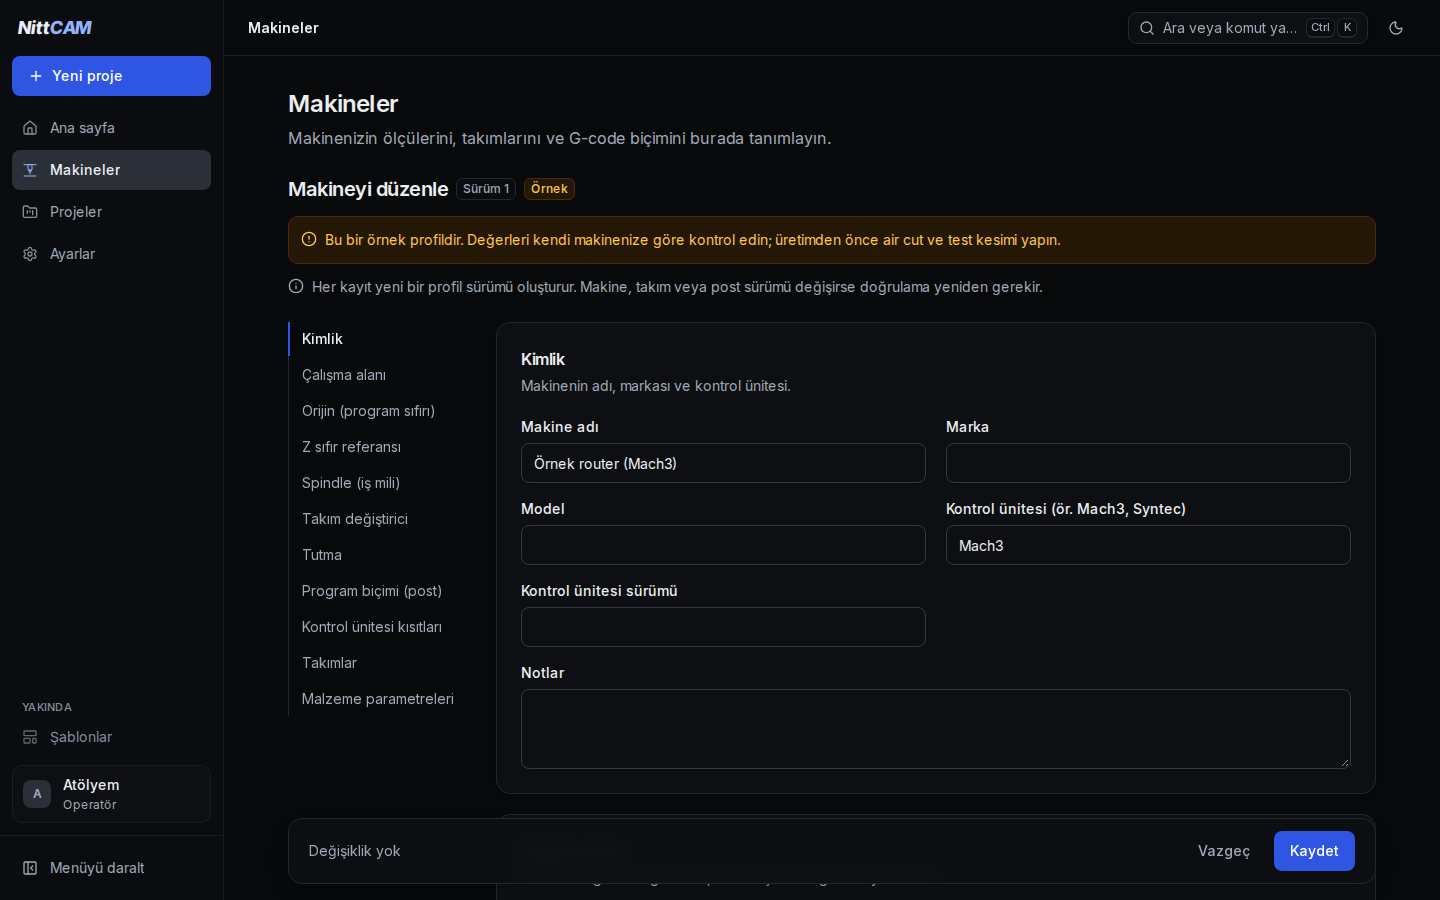 NittCAM
Yeni proje
Ana sayfa
Makineler
Projeler
Ayarlar
YAKINDA
Şablonlar
A
Atölyem
Operatör
Menüyü daralt
Makineler
Ara veya komut ya…
Ctrl
K
Makineler
Makinenizin ölçülerini, takımlarını ve G-code biçimini burada tanımlayın.
Makineyi düzenle
Sürüm 1
Örnek
Bu bir örnek profildir. Değerleri kendi makinenize göre kontrol edin; üretimden önce air cut ve test kesimi yapın.
Her kayıt yeni bir profil sürümü oluşturur. Makine, takım veya post sürümü değişirse doğrulama yeniden gerekir.
Kimlik
Çalışma alanı
Orijin (program sıfırı)
Z sıfır referansı
Spindle (iş mili)
Takım değiştirici
Tutma
Program biçimi (post)
Kontrol ünitesi kısıtları
Takımlar
Malzeme parametreleri
Kimlik
Makinenin adı, markası ve kontrol ünitesi.
Makine adı
Örnek router (Mach3)
Marka
Model
Kontrol ünitesi (ör. Mach3, Syntec)
Mach3
Kontrol ünitesi sürümü
Notlar
Değişiklik yok
Vazgeç
Kaydet